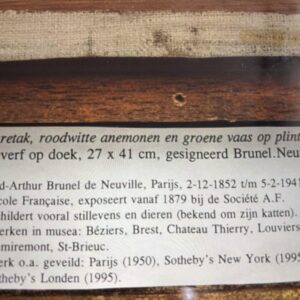 retak, roodwitte anemonen en groene vaas op plint
verf op doek, 27 x 41 cm, gesigneerd Brunel.Neu
d-Arthur Brunel de Neuville, Parijs, 2-12-1852 t/m 5-2-1941
cole Française, exposeert vanaf 1879 bij de Société A.F.
childert vooral stillevens en dieren (bekend om zijn katten).
erken in musea: Béziers, Brest, Chateau Thierry, Louviers
miremont, St-Brieuc.
erk o.a. geveild: Parijs (1950), Sotheby's New York (1995
theby's Londen (1995).